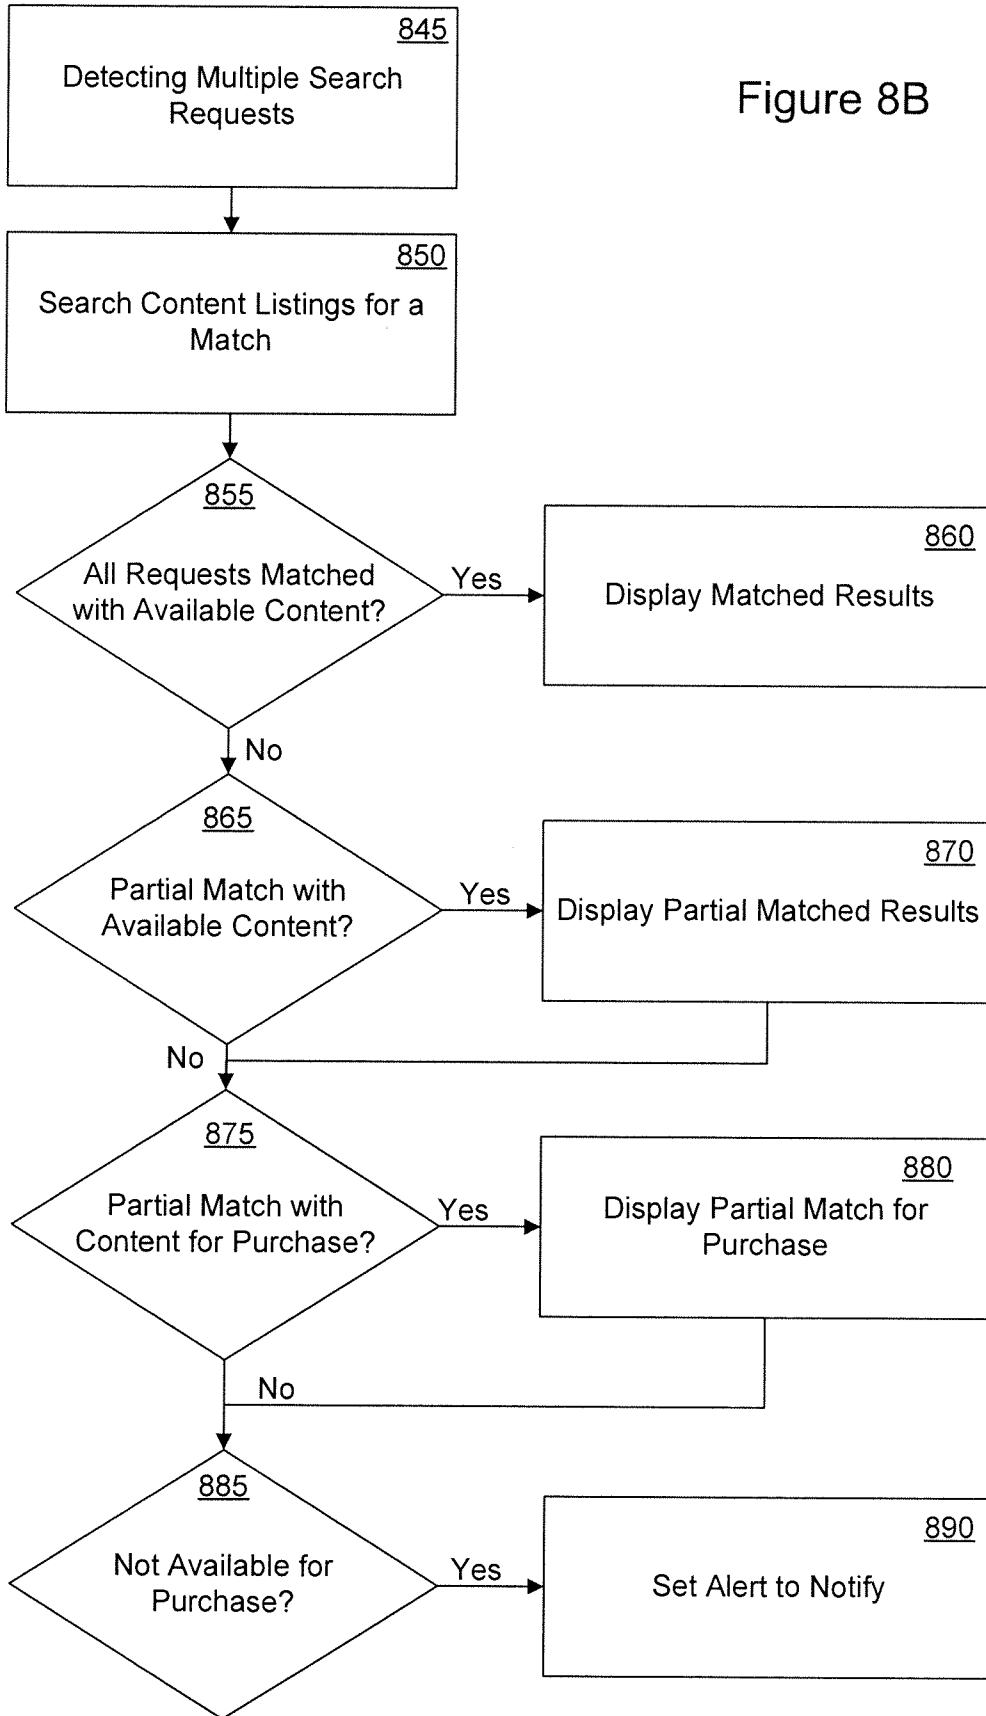 845
Detecting Multiple Search
Requests
Figure 8B
850
Search Content Listings for a
Match
855
All Requests Matched
with Available Content?
Yes
860
Display Matched Results
No
865
Partial Match with
Available Content?
Yes
870
Display Partial Matched Results
No
875
Partial Match with
Content for Purchase?
Yes
880
Display Partial Match for
Purchase
No
885
Not Available for
Purchase?
Yes
890
Set Alert to Notify